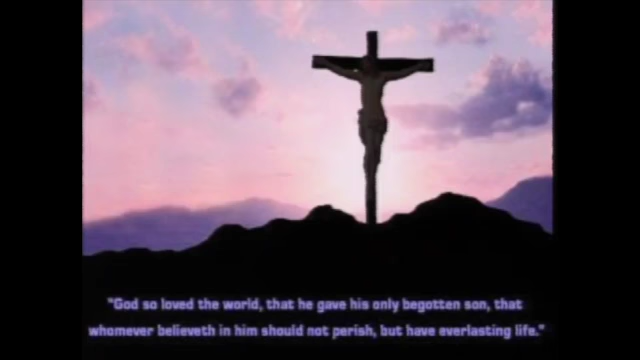 "God so loved the world, that he gave his only begotten son, that
whomever believeth in him should not perish, but have everlasting life."